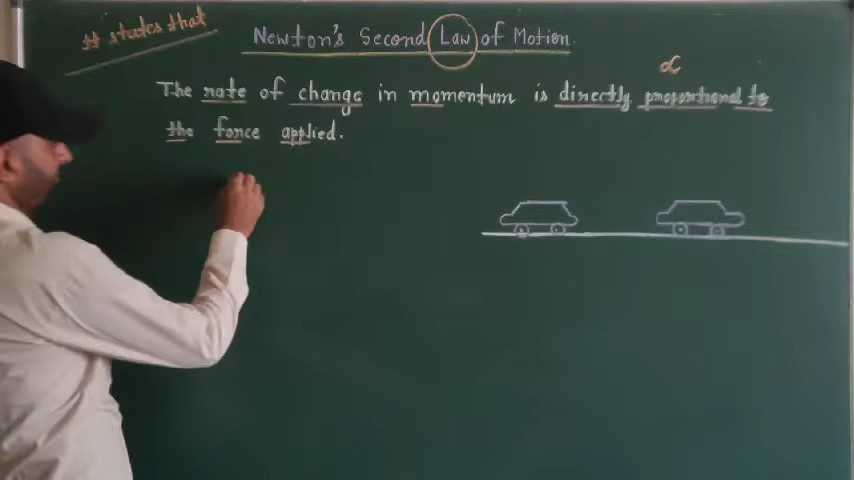 It states that
Newton's Second Law of Motion.
∝
The rate of change in momentum is directly proportional to
the force applied.